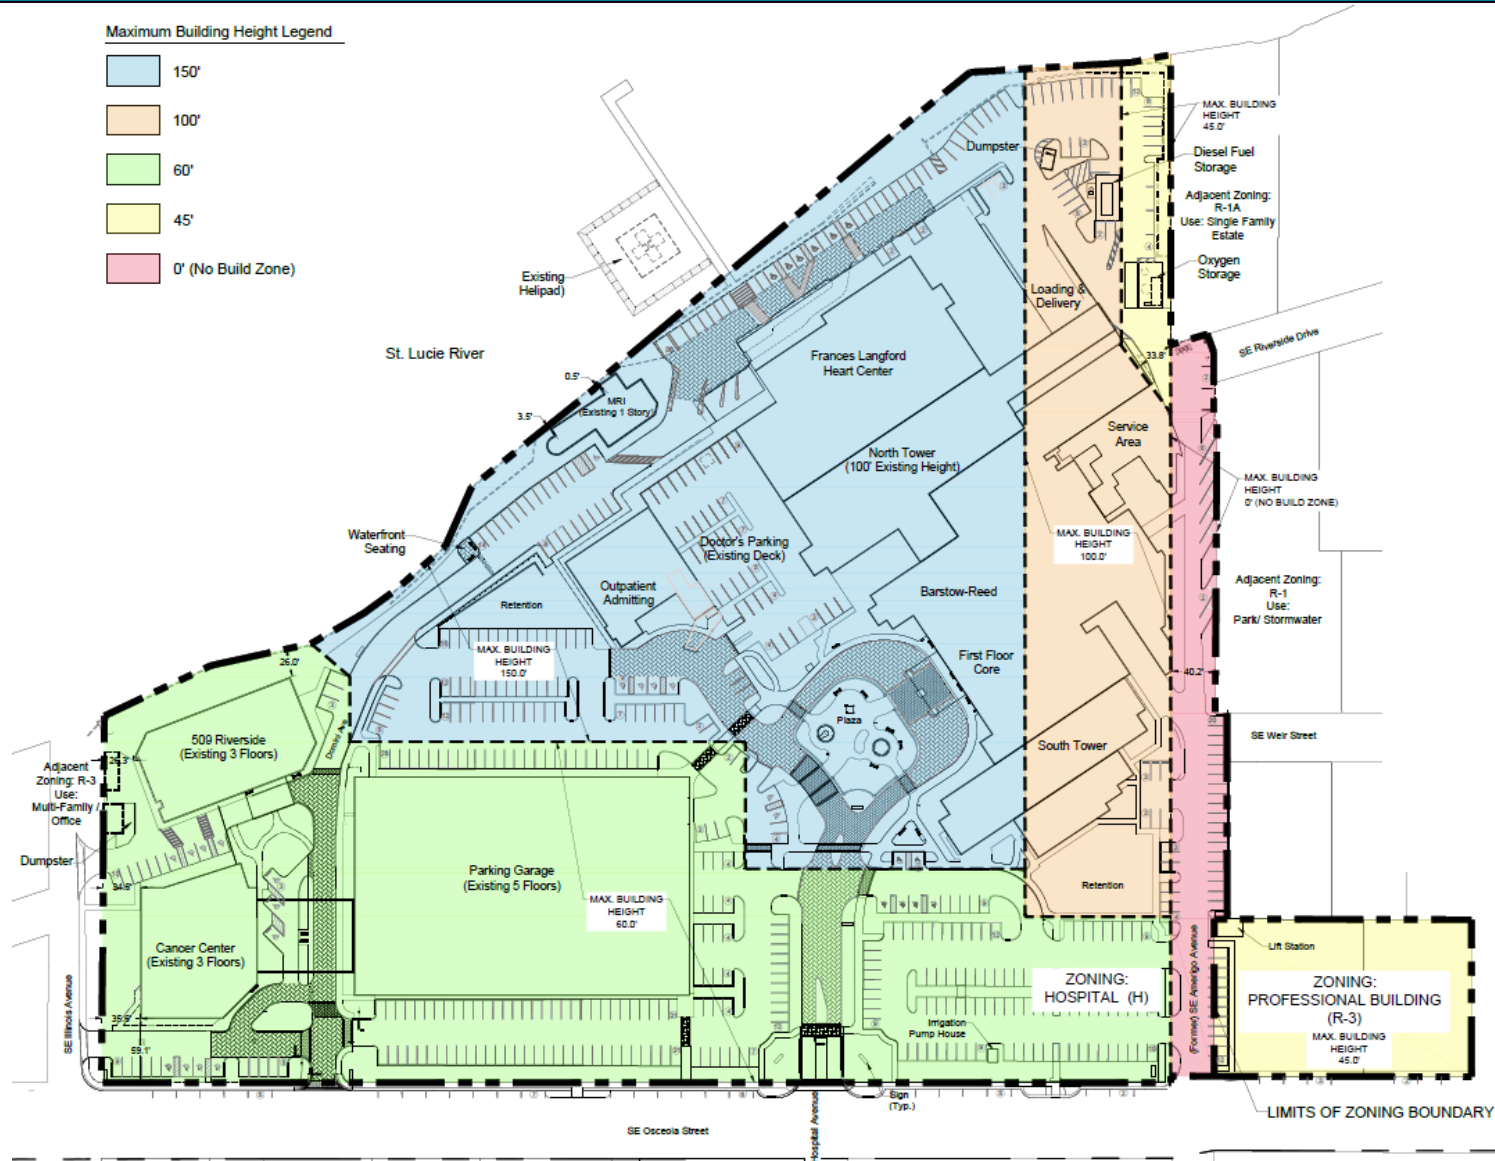 Maximum Building Height Legend
150'
100'
60'
45'
0' (No Build Zone)
MAX. BUILDING
HEIGHT
45.0'
Dumpster
Diesel Fuel
Storage
Adjacent Zoning:
R-1A
Use: Single Family
Estate
Oxygen
Storage
Existing
Helipad)
Loading &
Delivery
St. Lucie River
SE Riverside Drive
33.8'
Frances Langford
Heart Center
0.5'
MRI
(Existing 1 Story)
3.5'
Service
Area
North Tower
(100' Existing Height)
MAX. BUILDING
HEIGHT
0' (NO BUILD ZONE)
Waterfront
Seating
Doctor's Parking
(Existing Deck)
MAX. BUILDING
HEIGHT
100.0'
Outpatient
Admitting
Retention
Barstow-Reed
Adjacent Zoning:
R-1
Use:
Park/ Stormwater
MAX. BUILDING
HEIGHT
150.0'
First Floor
Core
26.0'
40.2'
Plaza
509 Riverside
(Existing 3 Floors)
South Tower
SE Weir Street
Adjacent
Zoning: R-3
Use:
Multi-Family /
Office
Dumpster
Parking Garage
(Existing 5 Floors)
MAX. BUILDING
HEIGHT
60.0'
Retention
Cancer Center
(Existing 3 Floors)
Lift Station
ZONING:
HOSPITAL (H)
ZONING:
PROFESSIONAL BUILDING
(R-3)
MAX. BUILDING
HEIGHT
45.0'
(Former) SE Amerigo Avenue
SE Illinois Avenue
Irrigation
Pump House
59.1'
Sign
(Typ.)
LIMITS OF ZONING BOUNDARY
SE Osceola Street
Hospital Avenue